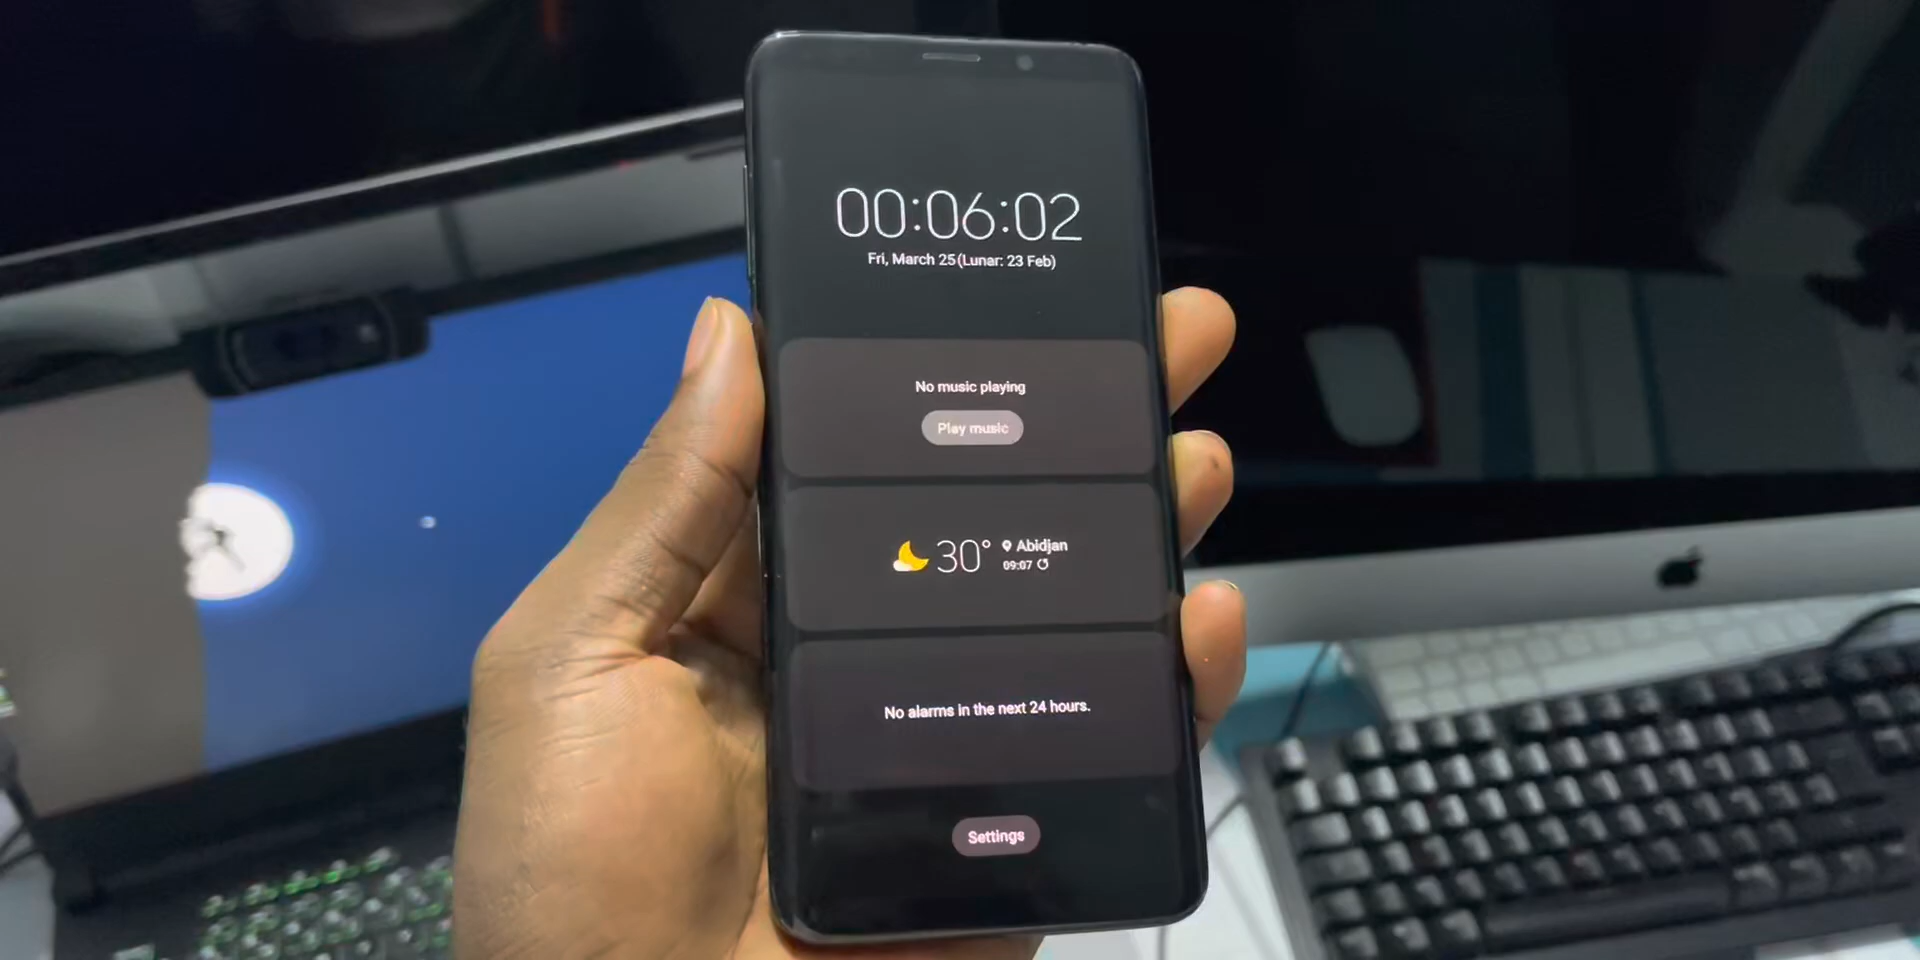 00:06:02
Fri, March 25(Lunar: 23 Feb)
No music playing
Play music
30° Abidjan
09:07
No alarms in the next 24 hours.
Settings